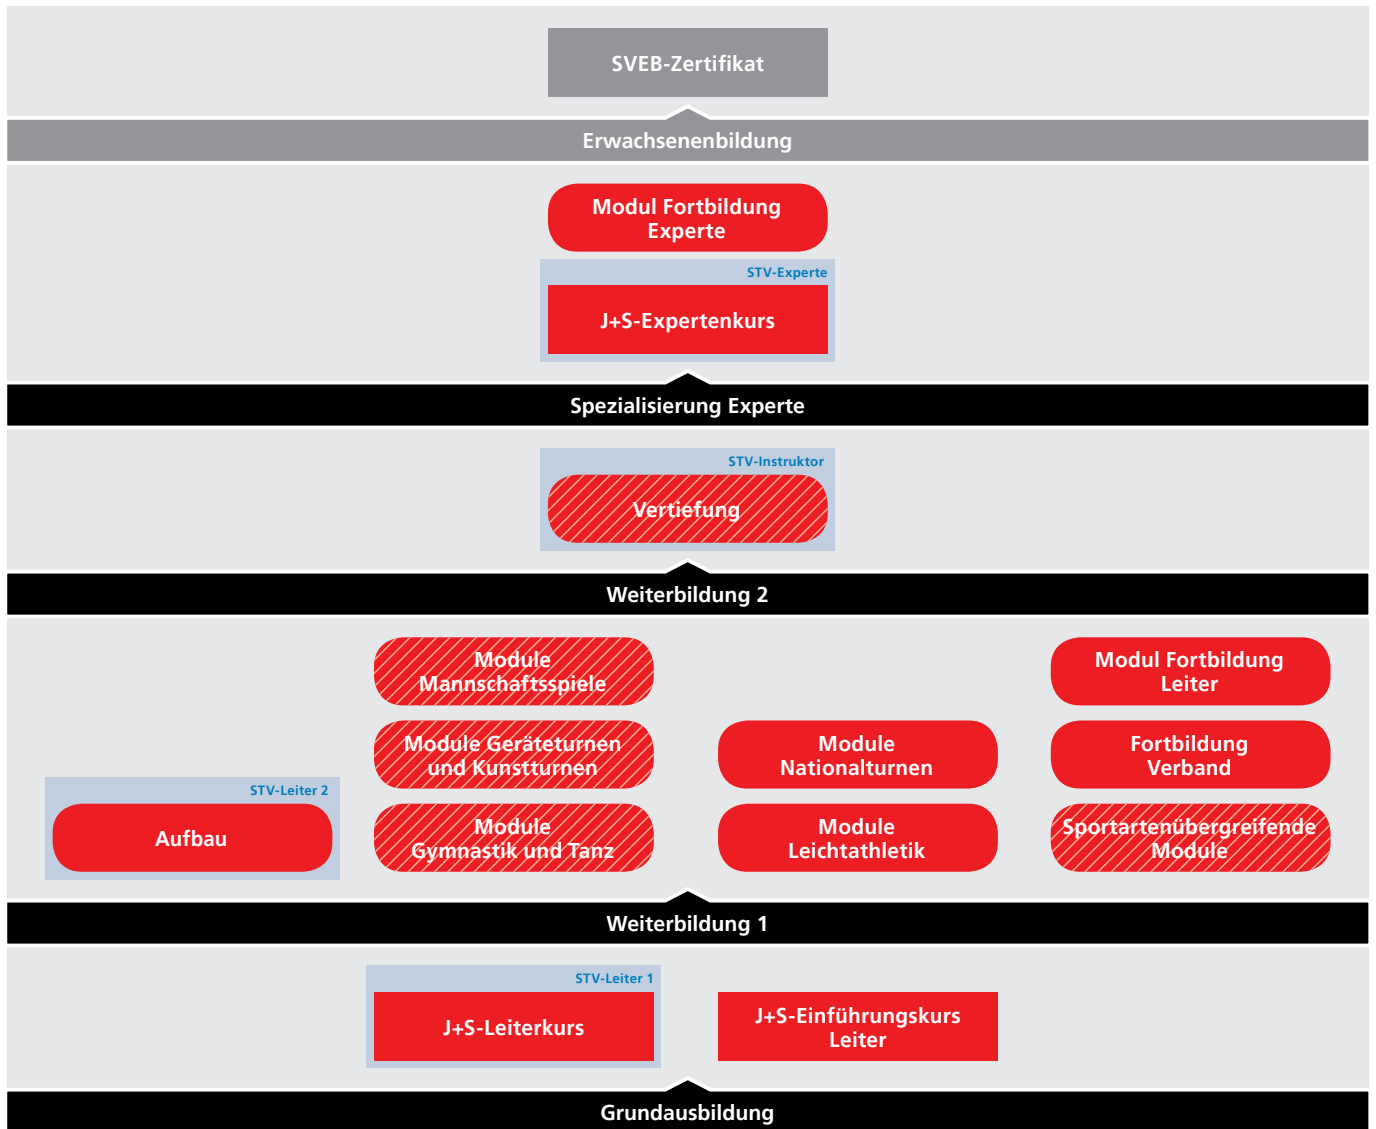 SVEB-Zertifikat
Erwachsenenbildung
Modul Fortbildung
Experte
STV-Experte
J+S-Expertenkurs
Spezialisierung Experte
STV-Instruktor
Vertiefung
Weiterbildung 2
Module
Mannschaftsspiele
Modul Fortbildung
Leiter
Module Geräteturnen
und Kunstturnen
Module
Nationalturnen
Fortbildung
Verband
STV-Leiter 2
Aufbau
Module
Gymnastik und Tanz
Module
Leichtathletik
Sportartenübergreifende
Module
Weiterbildung 1
STV-Leiter 1
J+S-Leiterkurs
J+S-Einführungskurs
Leiter
Grundausbildung